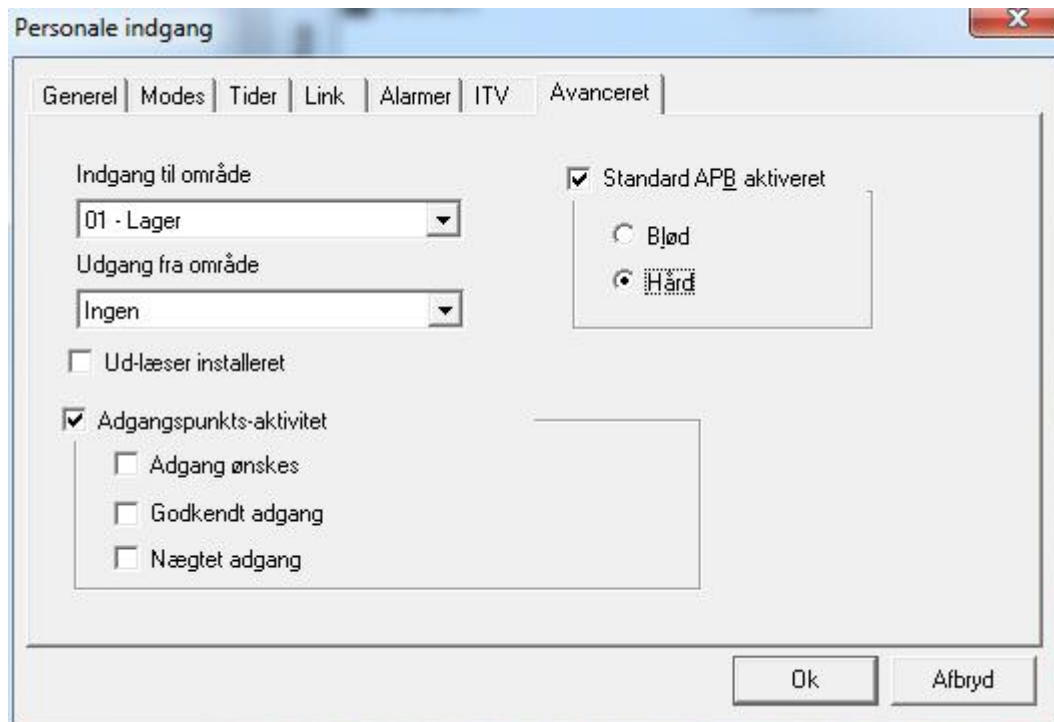 Personale indgang
Generel Modes Tider Link Alarmer ITV Avanceret
Indgang til område
01 - Lager
Udgang fra område
Ingen
Ud-læser installeret
Standard APB aktiveret
Blød
Hård
Adgangspunkts-aktivitet
Adgang ønskes
Godkendt adgang
Nægtet adgang
Ok Afbryd